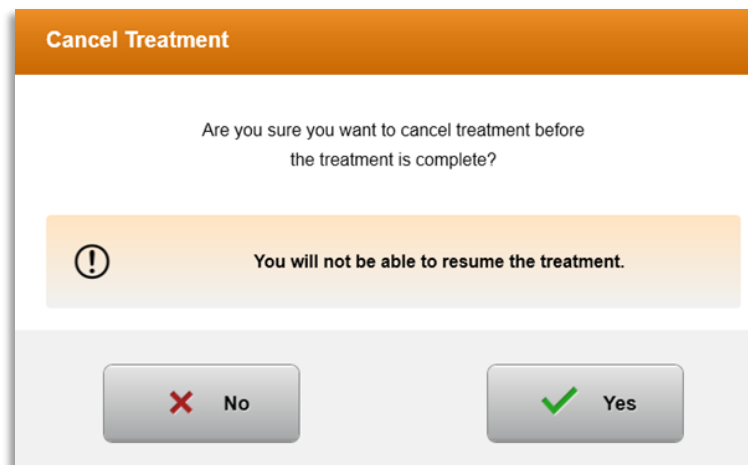 Cancel Treatment
Are you sure you want to cancel treatment before
the treatment is complete?
You will not be able to resume the treatment.
No
Yes